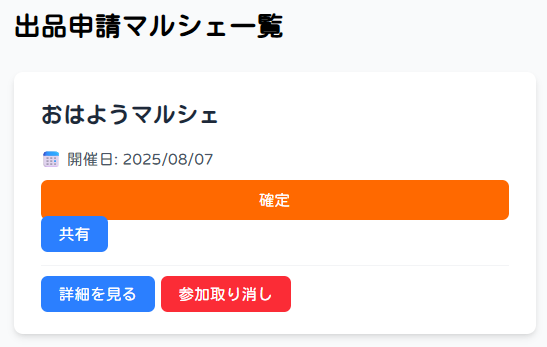 出品申請マルシェ一覧
おはようマルシェ
開催日: 2025/08/07
確定
共有
詳細を見る 参加取り消し